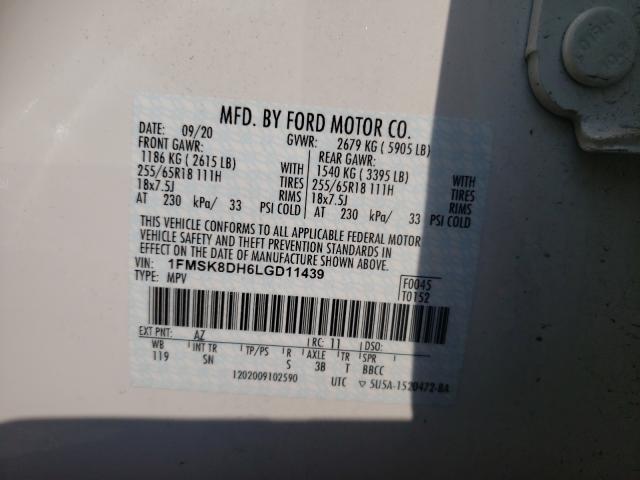 MFD. BY FORD MOTOR CO.
DATE: 09/20 GVWR: 2679 KG ( 5905 LB)
FRONT GAWR: REAR GAWR:
1186 KG ( 2615 LB) WITH 1540 KG ( 3395 LB) WITH
255/65R18 111H TIRES 255/65R18 111H TIRES
18x7.5J RIMS 18x7.5J RIMS
AT 230 kPa/ 33 PSI COLD AT 230 kPa/ 33 PSI COLD
THIS VEHICLE CONFORMS TO ALL APPLICABLE FEDERAL MOTOR
VEHICLE SAFETY AND THEFT PREVENTION STANDARDS IN
EFFECT ON THE DATE OF MANUFACTURE SHOWN ABOVE.
VIN: 1FMSK8DH6LGD11439 F0045
TYPE: MPV T0152
EXT PNT: AZ RC: 11 DSO:
WB INT TR TP/PS R AXLE TR SPR
119 SN S 3B T BBCC
1202009102590 UTC ▽ 5U5A-1520472-BA